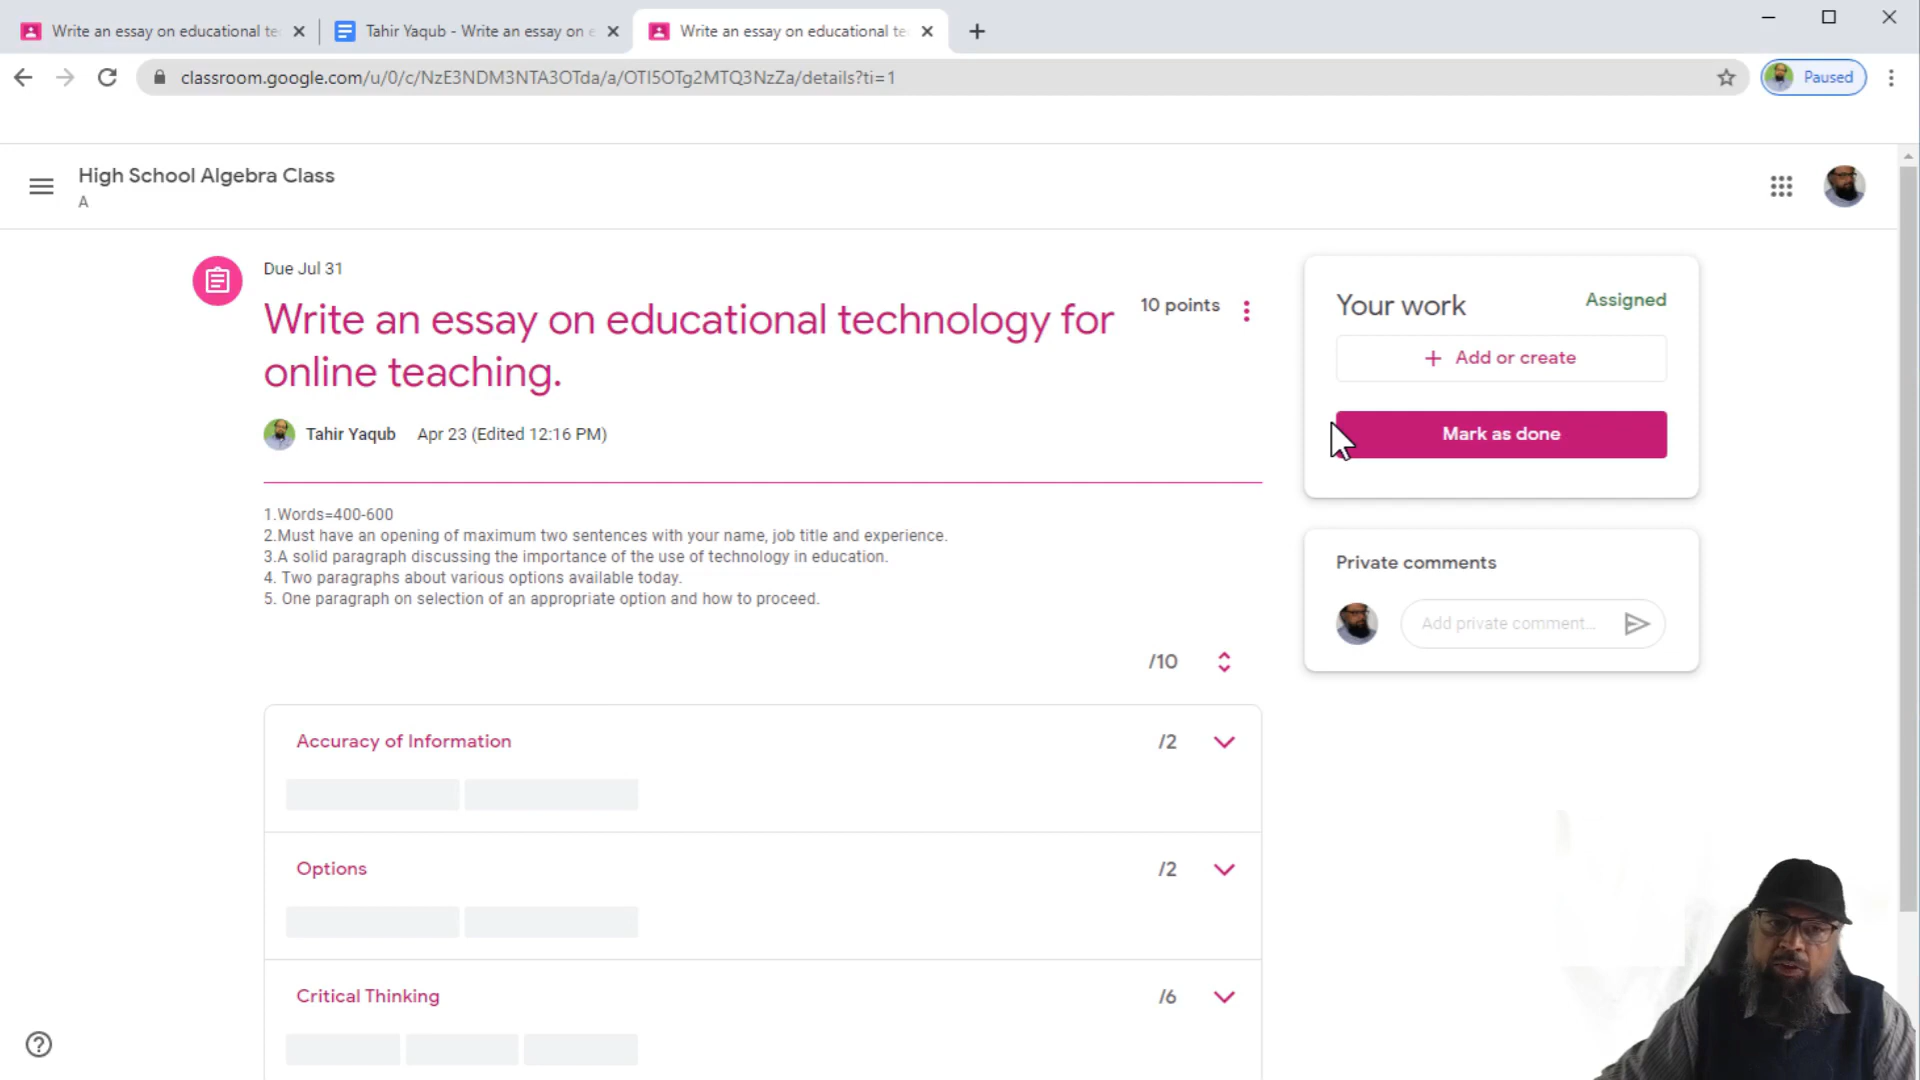 Write an essay on educational te
Tahir Yaqub - Write an essay on e
Write an essay on educational te
classroom.google.com/u/0/c/NzE3NDM3NTA3OTda/a/OTI5OTg2MTQ3NzZa/details?ti=1
Paused
High School Algebra Class
A
Due Jul 31
Write an essay on educational technology for
online teaching.
10 points
Tahir Yaqub Apr 23 (Edited 12:16 PM)
1.Words=400-600
2.Must have an opening of maximum two sentences with your name, job title and experience.
3.A solid paragraph discussing the importance of the use of technology in education.
4. Two paragraphs about various options available today.
5. One paragraph on selection of an appropriate option and how to proceed.
/10
Accuracy of Information /2
Options /2
Critical Thinking /6
Your work Assigned
+ Add or create
Mark as done
Private comments
Add private comment...